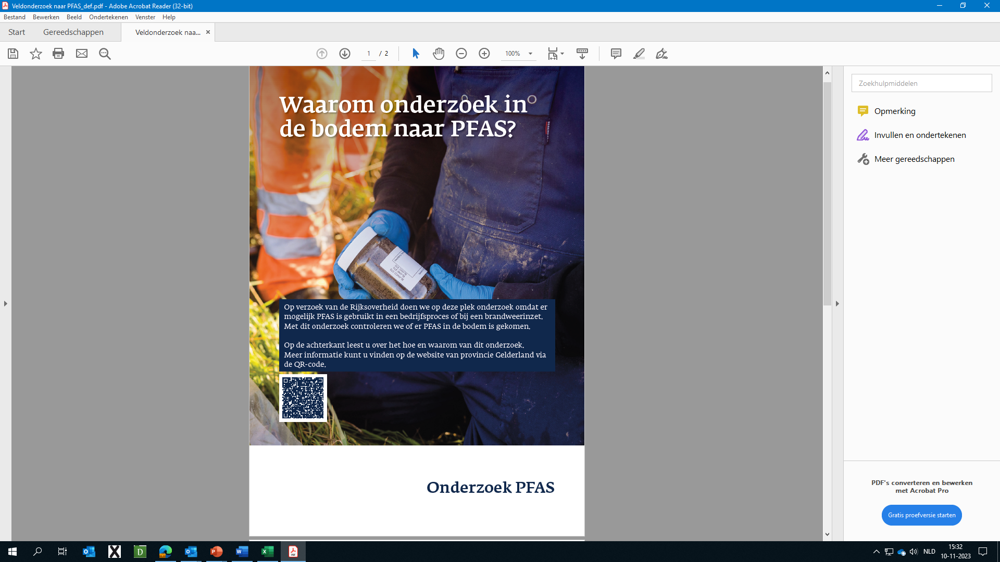 Veldonderzoek naar PFAS_def.pdf - Adobe Acrobat Reader (32-bit)
Bestand Bewerken Beeld Ondertekenen Venster Help
Start Gereedschappen Veldonderzoek naa...
1 / 2 100%
Waarom onderzoek in
de bodem naar PFAS?
Op verzoek van de Rijksoverheid doen we op deze plek onderzoek omdat er
mogelijk PFAS is gebruikt in een bedrijfsproces of bij een brandweerinzet.
Met dit onderzoek controleren we of er PFAS in de bodem is gekomen.
Op de achterkant leest u over het hoe en waarom van dit onderzoek.
Meer informatie kunt u vinden op de website van provincie Gelderland via
de QR-code.
Onderzoek PFAS
Zoekhulpmiddelen
Opmerking
Invullen en ondertekenen
Meer gereedschappen
PDF's converteren en bewerken
met Acrobat Pro
Gratis proefversie starten
NLD
15:32
10-11-2023